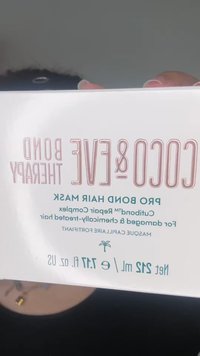 COCO&EVE BOND THERAPY
PRO BOND HAIR MASK
Cutibond™ Repair Complex
For damaged & chemically-treated hair
MASQUE CAPILLAIRE FORTIFIANT
Net 212 mL / ℮ 7.17 fl. oz. US